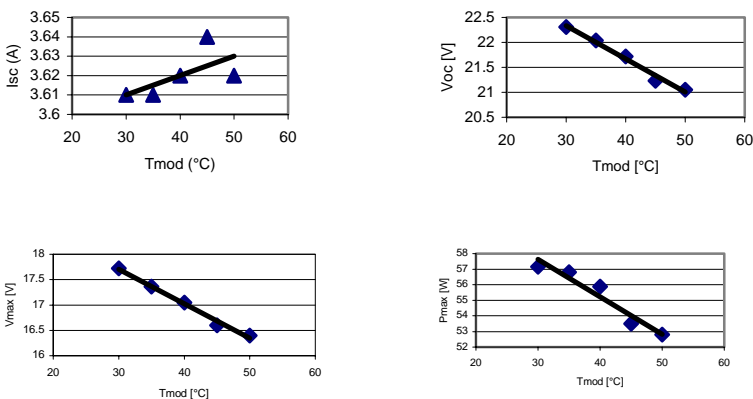 3.65
3.64
3.63
3.62
3.61
3.6
20 30 40 50 60
Isc (A)
Tmod (°C)
22.5
22
21.5
21
20.5
20 30 40 50 60
Voc [V]
Tmod [°C]
18
17.5
17
16.5
16
20 30 40 50 60
Vmax [V]
Tmod [°C]
58
57
56
55
54
53
52
20 30 40 50 60
Pmax [W]
Tmod [°C]